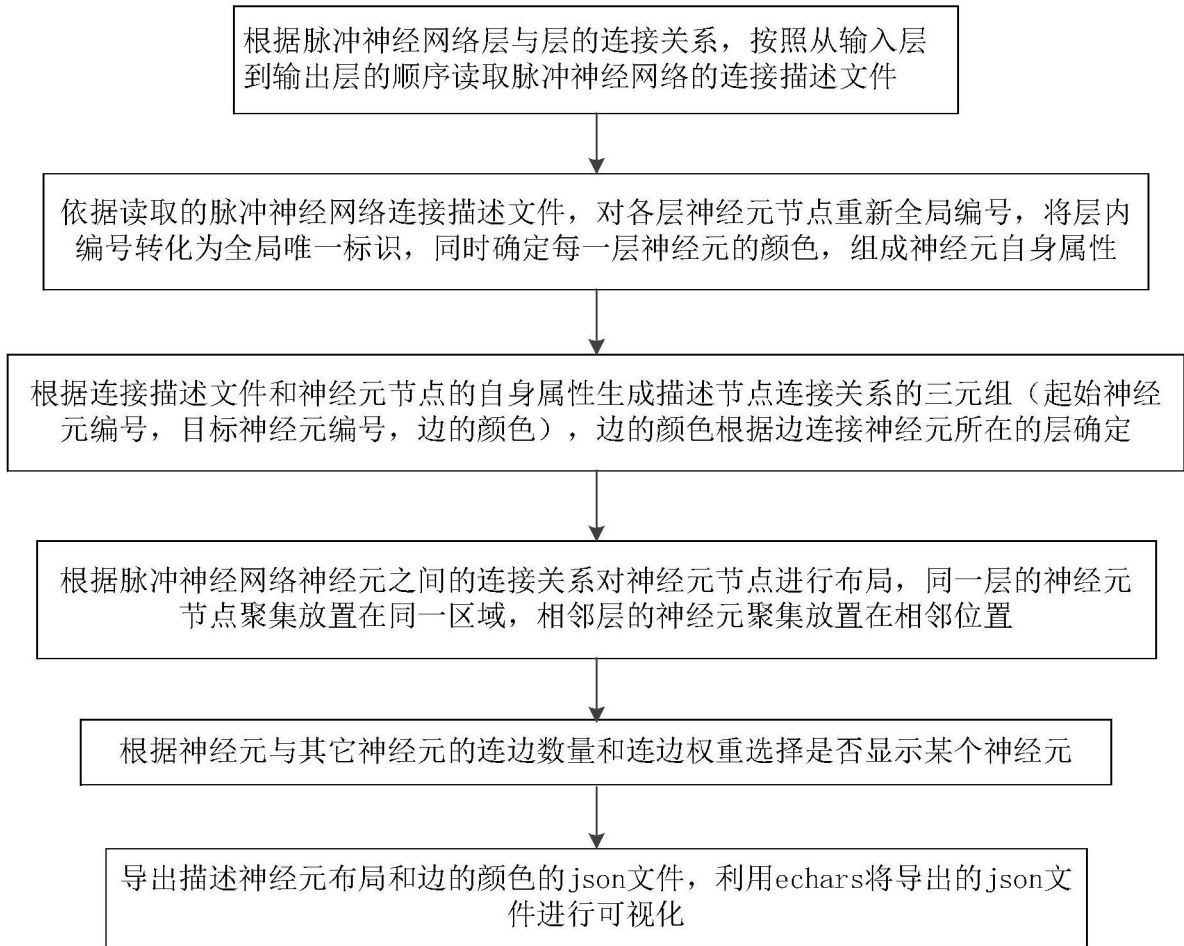 根据脉冲神经网络层与层的连接关系，按照从输入层
到输出层的顺序读取脉冲神经网络的连接描述文件
依据读取的脉冲神经网络连接描述文件，对各层神经元节点重新全局编号，将层内
编号转化为全局唯一标识，同时确定每一层神经元的颜色，组成神经元自身属性
根据连接描述文件和神经元节点的自身属性生成描述节点连接关系的三元组（起始神经
元编号，目标神经元编号，边的颜色），边的颜色根据边连接神经元所在的层确定
根据脉冲神经网络神经元之间的连接关系对神经元节点进行布局，同一层的神经元
节点聚集放置在同一区域，相邻层的神经元聚集放置在相邻位置
根据神经元与其它神经元的连边数量和连边权重选择是否显示某个神经元
导出描述神经元布局和边的颜色的json文件，利用echars将导出的json文
件进行可视化